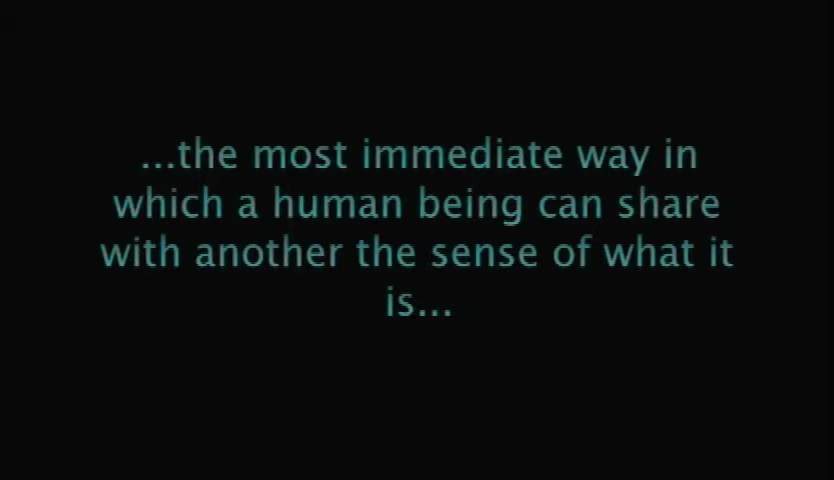 ...the most immediate way in
which a human being can share
with another the sense of what it
is...